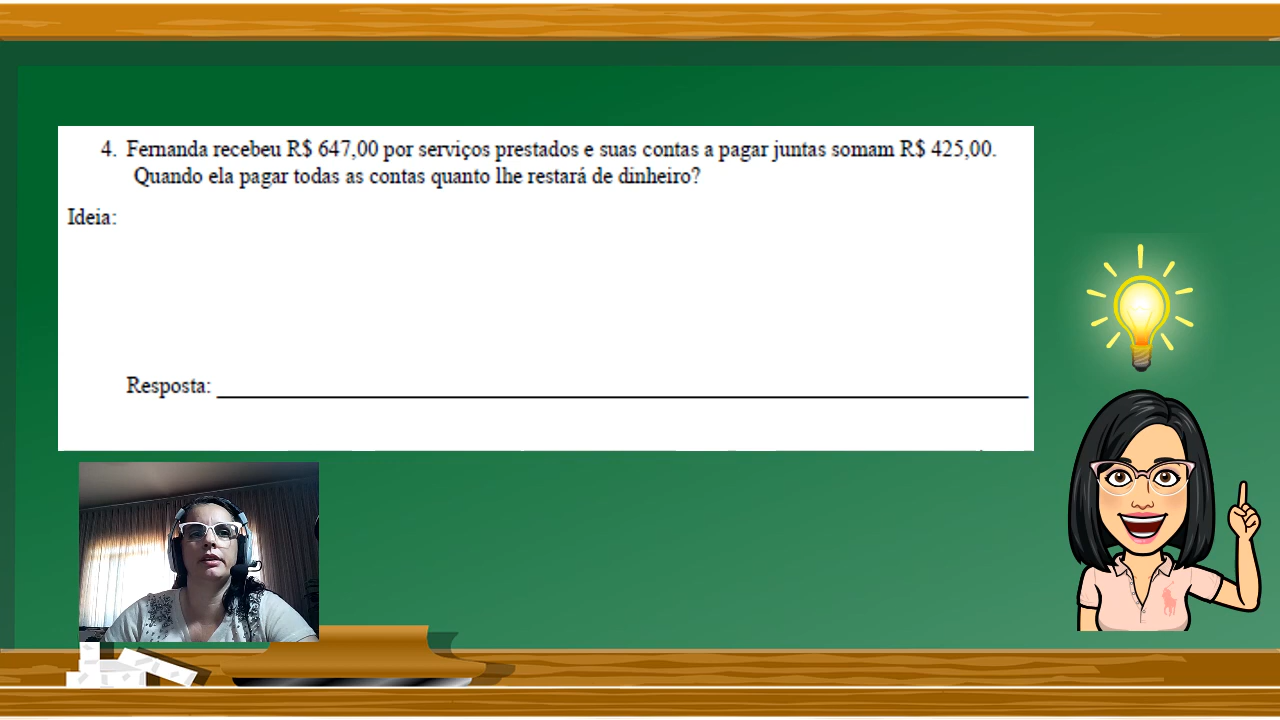 4. Fernanda recebeu R$ 647,00 por serviços prestados e suas contas a pagar juntas somam R$ 425,00.
Quando ela pagar todas as contas quanto lhe restará de dinheiro?
Ideia:
Resposta: